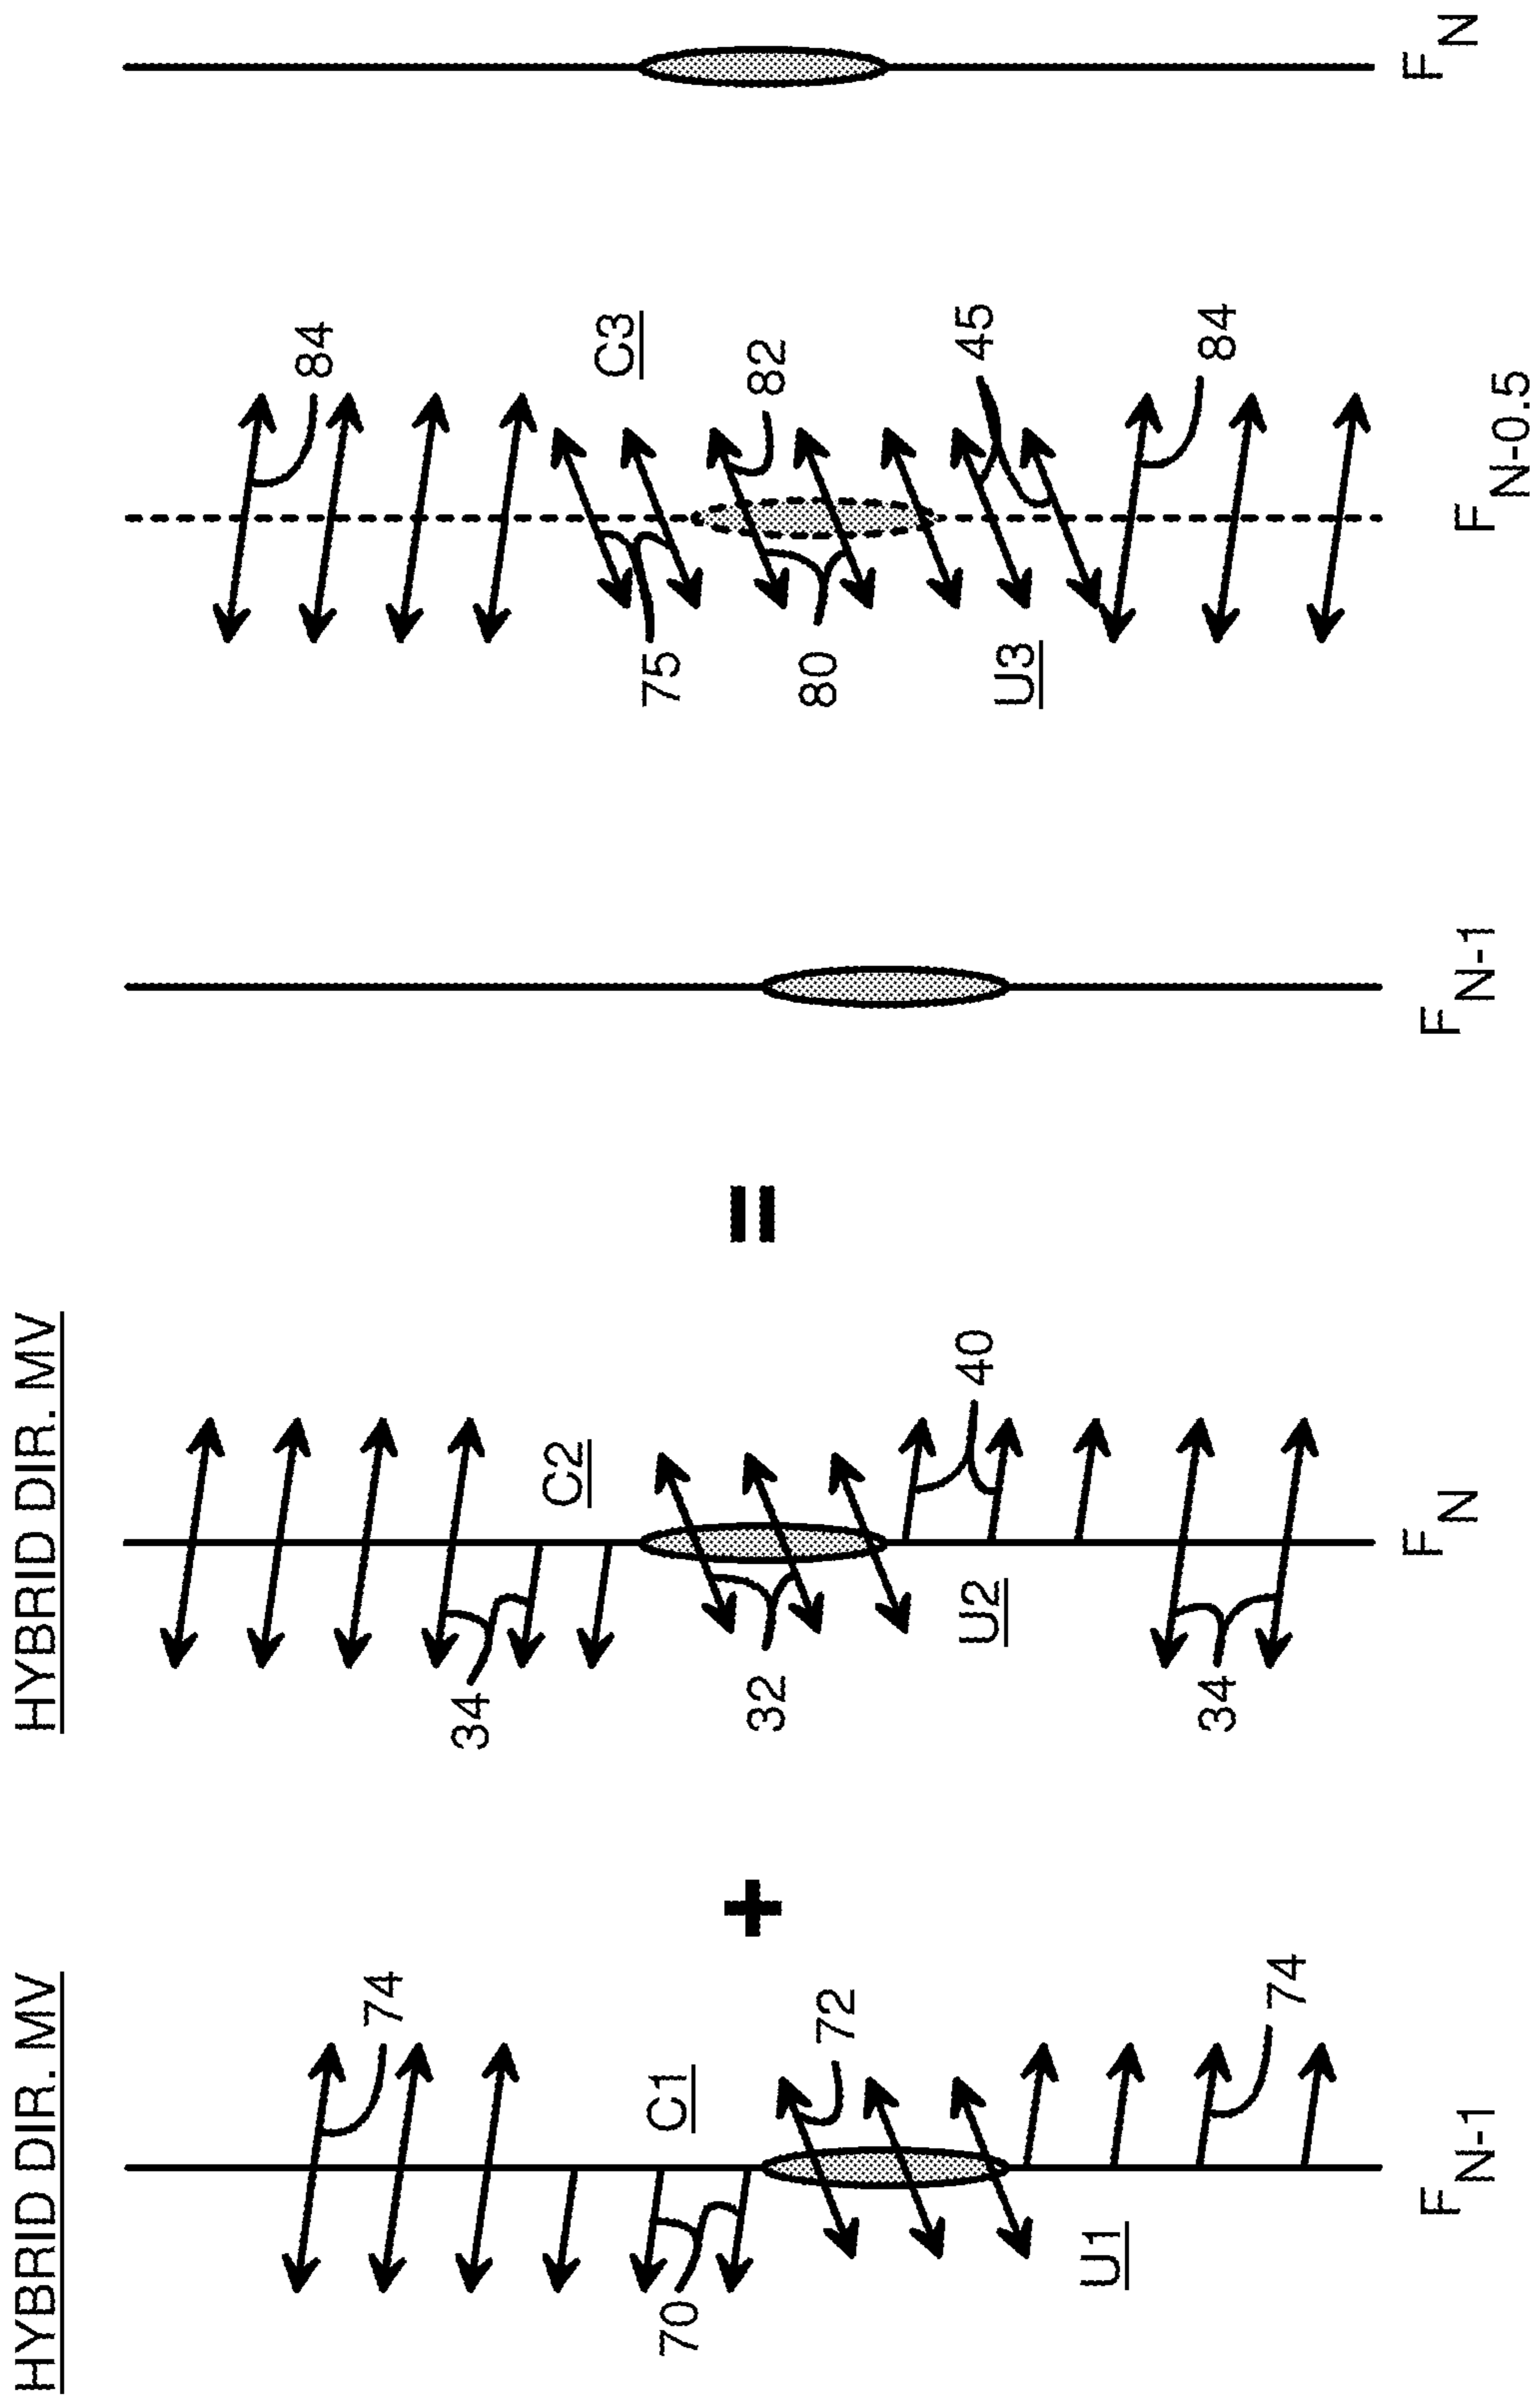 HYBRID DIR. MV
HYBRID DIR. MV
74
C1
70
72
U1
74
F N-1
+
34
C2
32
40
U2
34
F N
=
F N-1
84
C3
75
82
80
45
U3
84
F N-0.5
F N